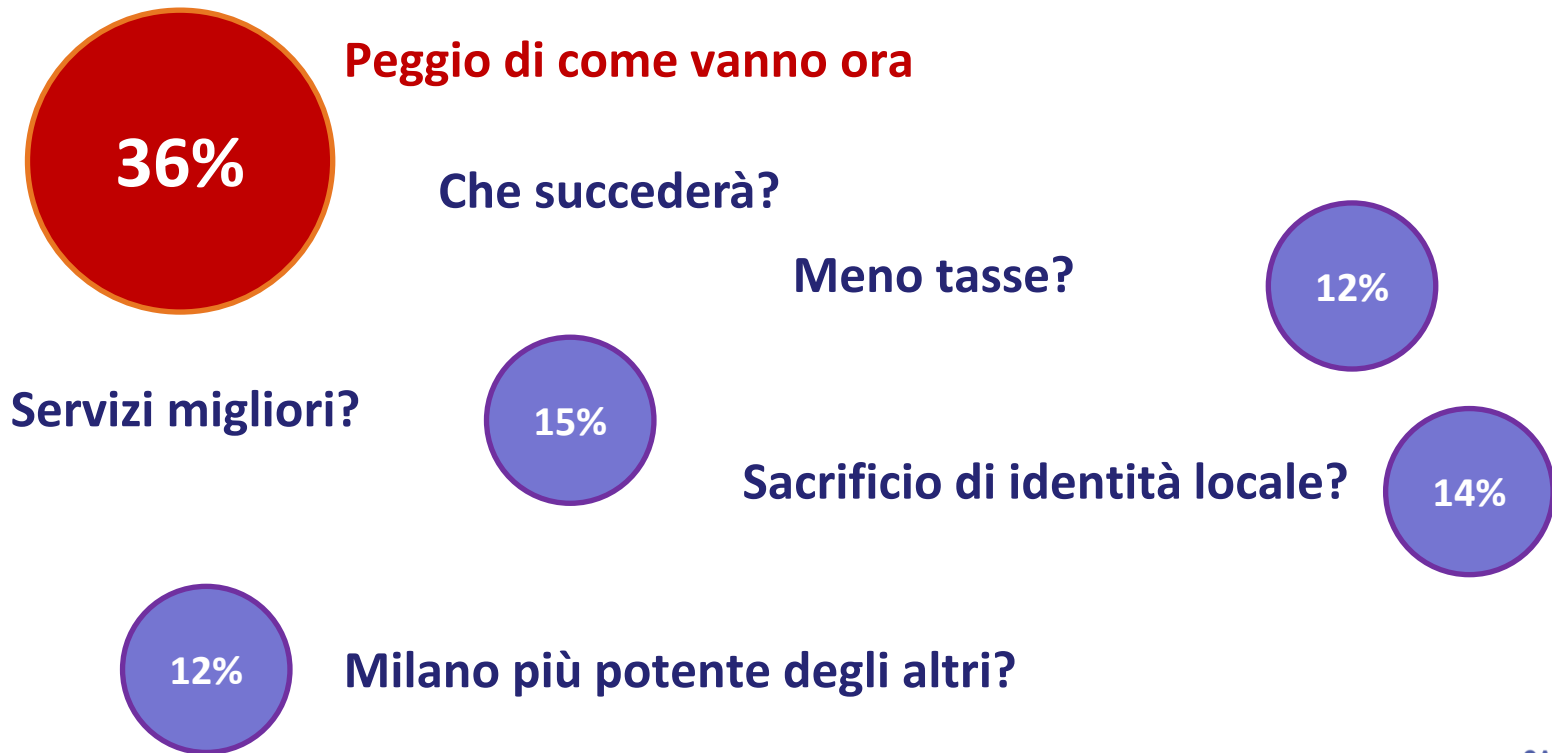 Peggio di come vanno ora
36%
Che succederà?
Meno tasse?
12%
Servizi migliori?
15%
Sacrificio di identità locale?
14%
12%
Milano più potente degli altri?